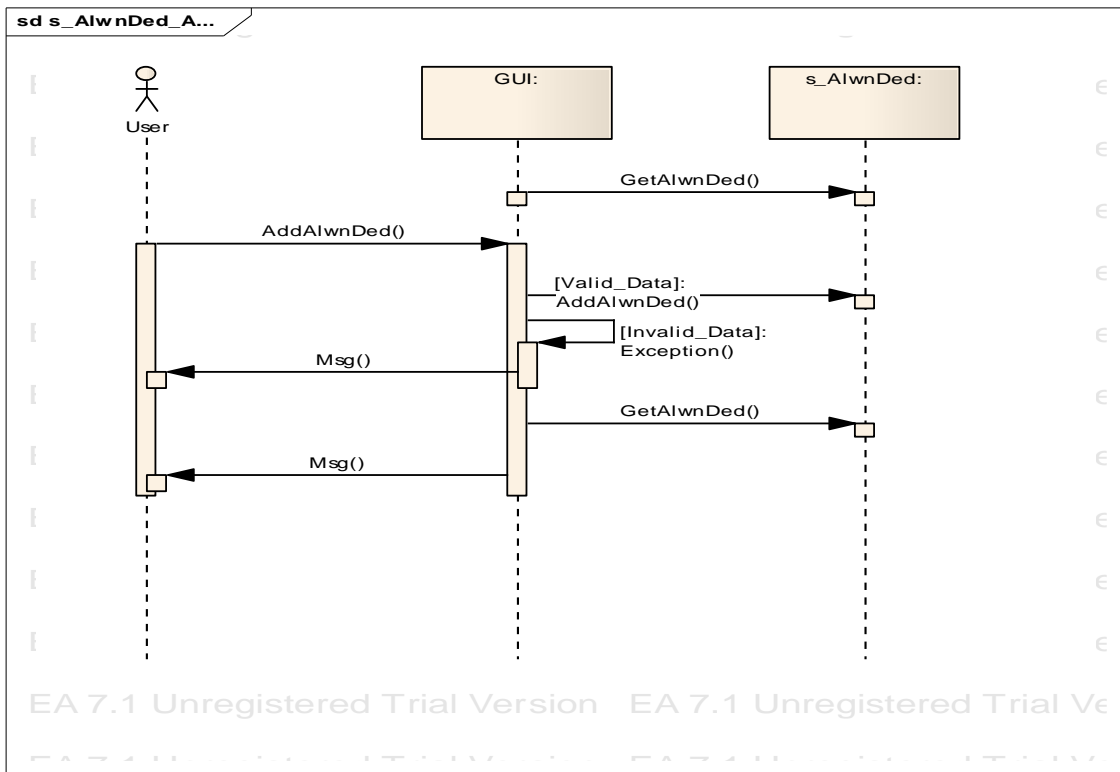 sd s_AlwnDed_A...
User
GUI:
s_AlwnDed:
GetAlwnDed()
AddAlwnDed()
[Valid_Data]:
AddAlwnDed()
[Invalid_Data]:
Exception()
Msg()
GetAlwnDed()
Msg()
EA 7.1 Unregistered Trial Version EA 7.1 Unregistered Trial Ve